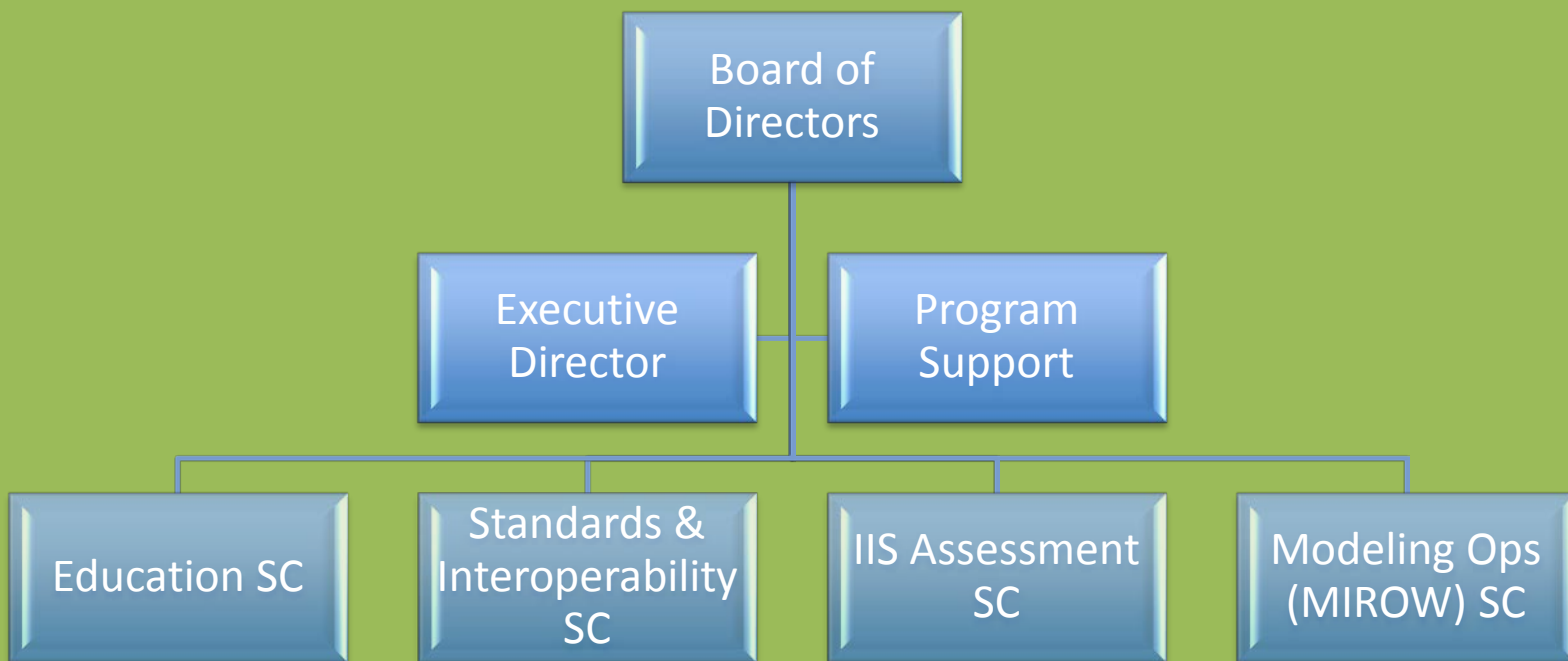 Board of
Directors
Executive
Director
Program
Support
Education SC
Standards &
Interoperability
SC
IIS Assessment
SC
Modeling Ops
(MIROW) SC